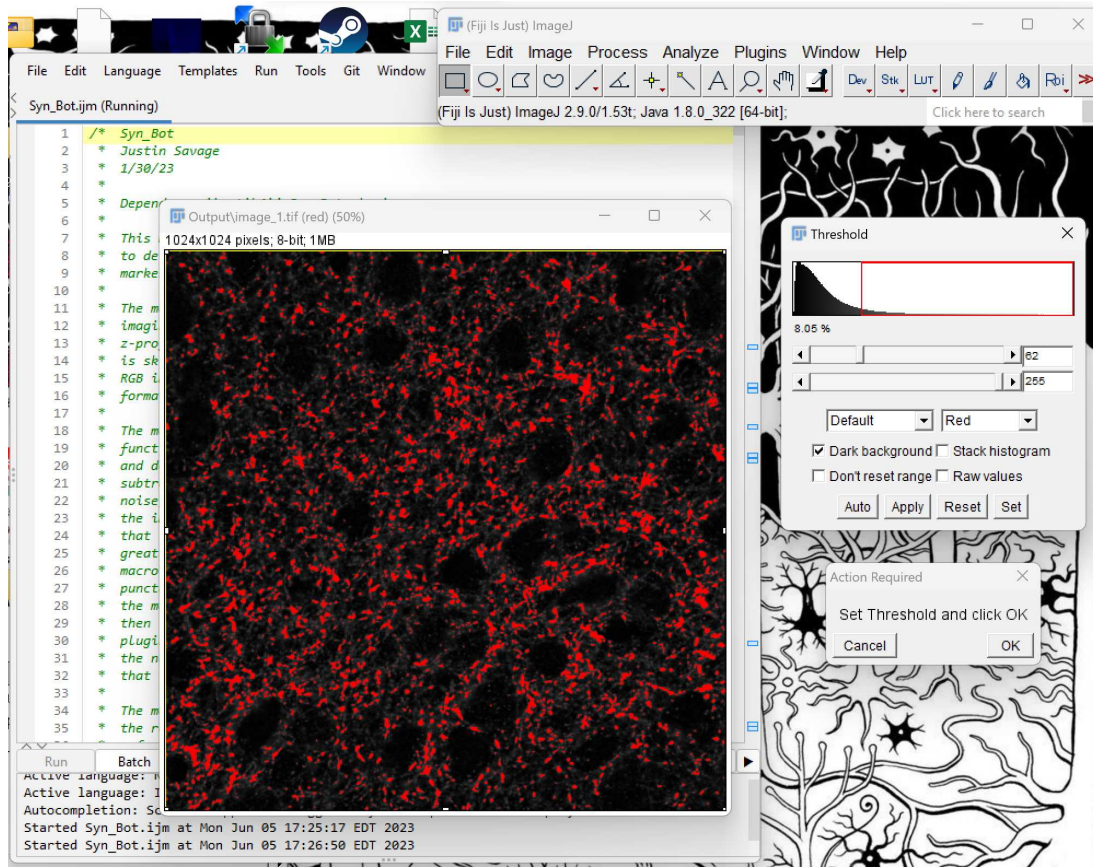 (Fiji Is Just) ImageJ
File Edit Image Process Analyze Plugins Window Help
Dev Stk LUT
(Fiji Is Just) ImageJ 2.9.0/1.53t; Java 1.8.0_322 [64-bit];
Click here to search
File Edit Language Templates Run Tools Git Window
Syn_Bot.ijm (Running)
1 /* Syn_Bot
2 * Justin Savage
3 * 1/30/23
4 *
5 *
6 *
7 * This
8 * to de
9 * marke
10 *
11 * The m
12 * imagi
13 * z-pro
14 * is sk
15 * RGB i
16 * forma
17 *
18 * The m
19 * funct
20 * and d
21 * subtr
22 * noise
23 * the i
24 * that
25 * great
26 * macro
27 * punct
28 * the m
29 * then
30 * plugi
31 * the n
32 * that
33 *
34 * The m
35 * the r
Run Batch
Active language:
Active language: I
Autocompletion: Sc
Started Syn_Bot.ijm at Mon Jun 05 17:25:17 EDT 2023
Started Syn_Bot.ijm at Mon Jun 05 17:26:50 EDT 2023
Output\image_1.tif (red) (50%)
1024x1024 pixels; 8-bit; 1MB
Threshold
8.05 %
62
255
Default Red
Dark background Stack histogram
Don't reset range Raw values
Auto Apply Reset Set
Action Required
Set Threshold and click OK
Cancel OK